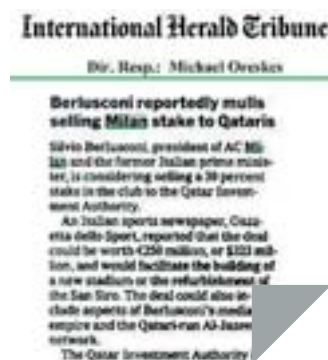 International Herald Tribune
Dir. Resp.: Michael Oreskes
Berlusconi reportedly mulls
selling Milan stake to Qataris
Silvio Berlusconi, president of AC Mi-
lan and the former Italian prime minis-
ter, is considering selling a 30 percent
stake in the club to the Qatar Invest-
ment Authority.
An Italian sports newspaper, Gazz-
etta dello Sport, reported that the deal
could be worth €250 million, or $323 mil-
lion, and would facilitate the building of
a new stadium or the refurbishment of
the San Siro. The deal could also in-
clude aspects of Berlusconi's media
empire and the Qatari-run Al-Jazeer
network.
The Qatar Investment Authority